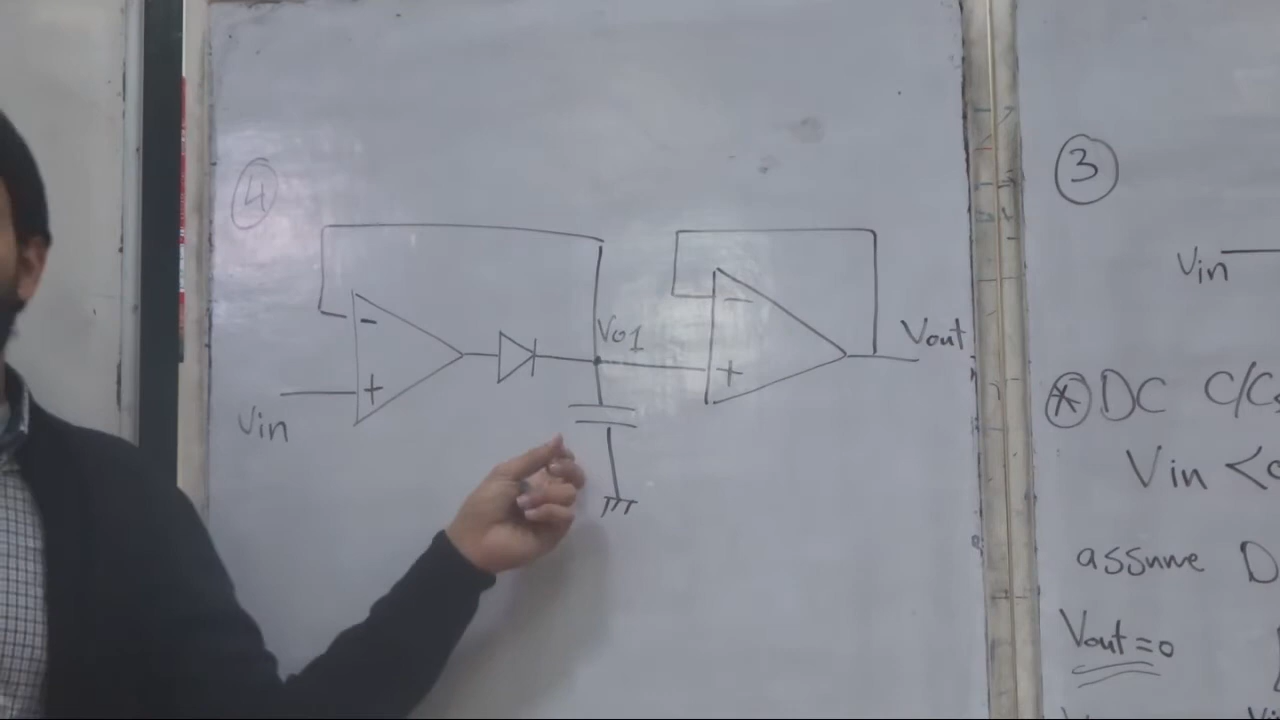 4
-
+
Vin
Vo1
-
+
Vout
3
Vin
* DC
Vin <
assume D
Vout=0